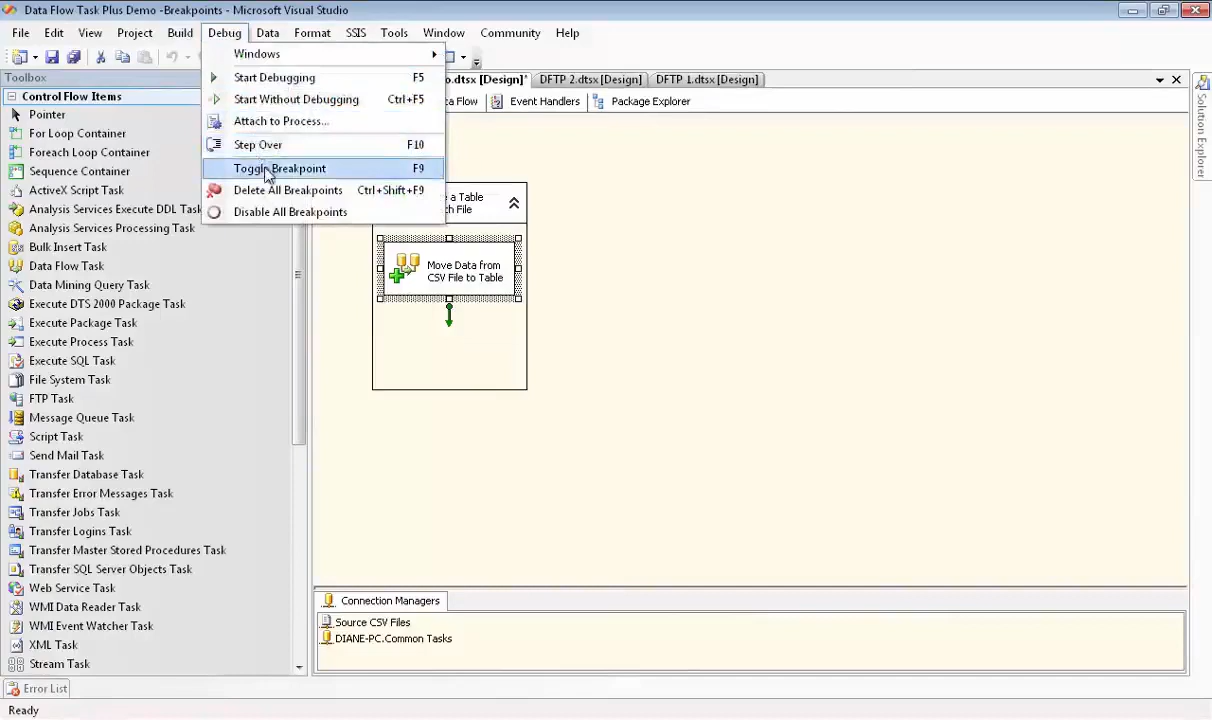 Data Flow Task Plus Demo -Breakpoints - Microsoft Visual Studio
File Edit View Project Build Debug Data Format SSIS Tools Window Community Help
Windows
Start Debugging F5
Start Without Debugging Ctrl+F5
Attach to Process...
Step Over F10
Toggle Breakpoint F9
Delete All Breakpoints Ctrl+Shift+F9
Disable All Breakpoints
o.dtsx [Design]* DFTP 2.dtsx [Design] DFTP 1.dtsx [Design]
a Flow Event Handlers Package Explorer
Toolbox
Control Flow Items
Pointer
For Loop Container
Foreach Loop Container
Sequence Container
ActiveX Script Task
Analysis Services Execute DDL Task
Analysis Services Processing Task
Bulk Insert Task
Data Flow Task
Data Mining Query Task
Execute DTS 2000 Package Task
Execute Package Task
Execute Process Task
Execute SQL Task
File System Task
FTP Task
Message Queue Task
Script Task
Send Mail Task
Transfer Database Task
Transfer Error Messages Task
Transfer Jobs Task
Transfer Logins Task
Transfer Master Stored Procedures Task
Transfer SQL Server Objects Task
Web Service Task
WMI Data Reader Task
WMI Event Watcher Task
XML Task
Stream Task
e a Table
ch File
Move Data from
CSV File to Table
Connection Managers
Source CSV Files
DIANE-PC.Common Tasks
Solution Explorer
Error List
Ready